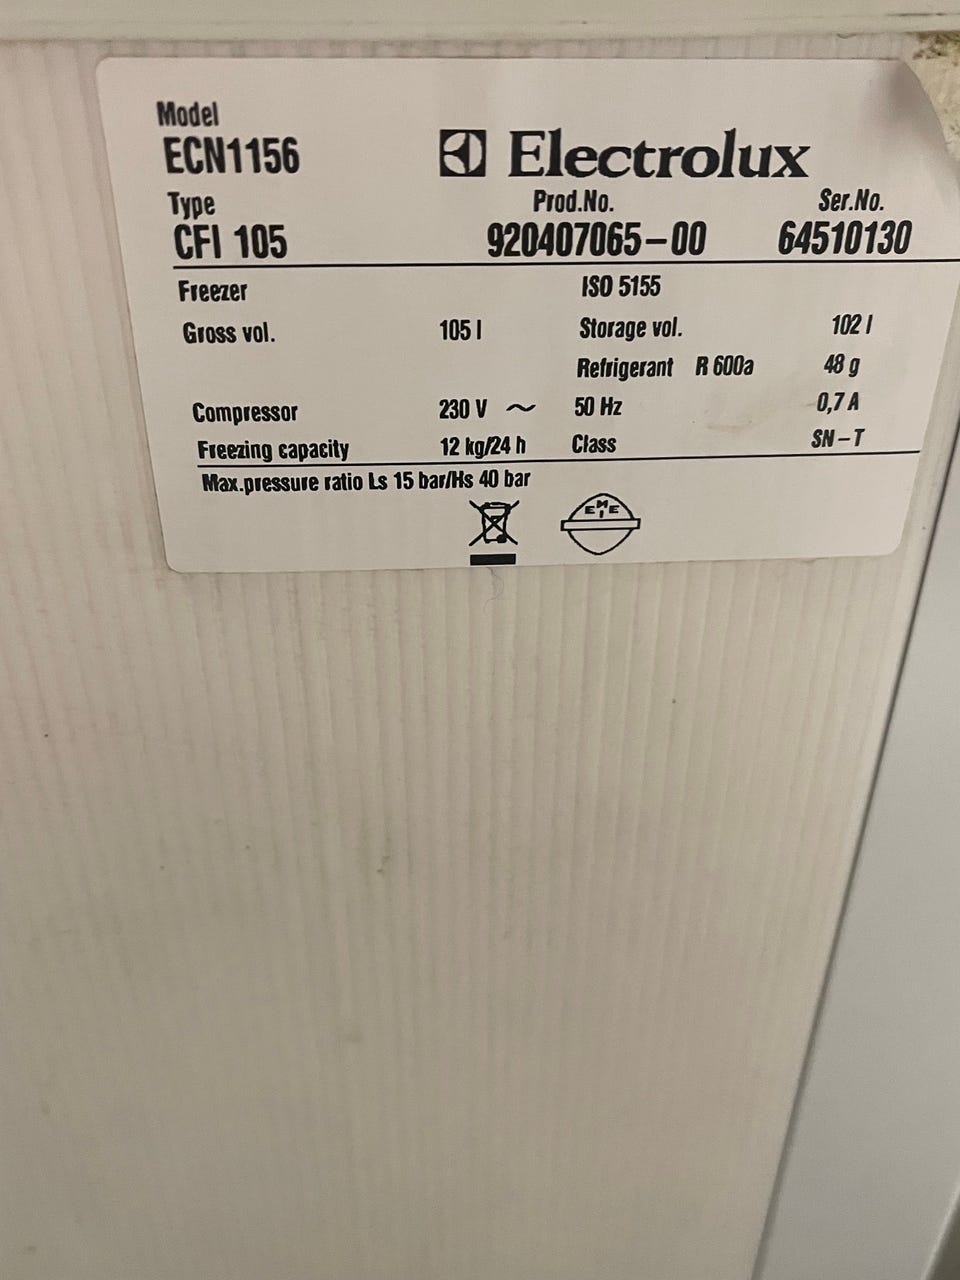 Model
ECN1156 Electrolux
Type Prod.No. Ser.No.
CFI 105 920407065-00 64510130
Freezer ISO 5155
Gross vol. 105 l Storage vol. 102 l
Refrigerant R 600a 48 g
Compressor 230 V ~ 50 Hz 0,7 A
Freezing capacity 12 kg/24 h Class SN-T
Max.pressure ratio Ls 15 bar/Hs 40 bar